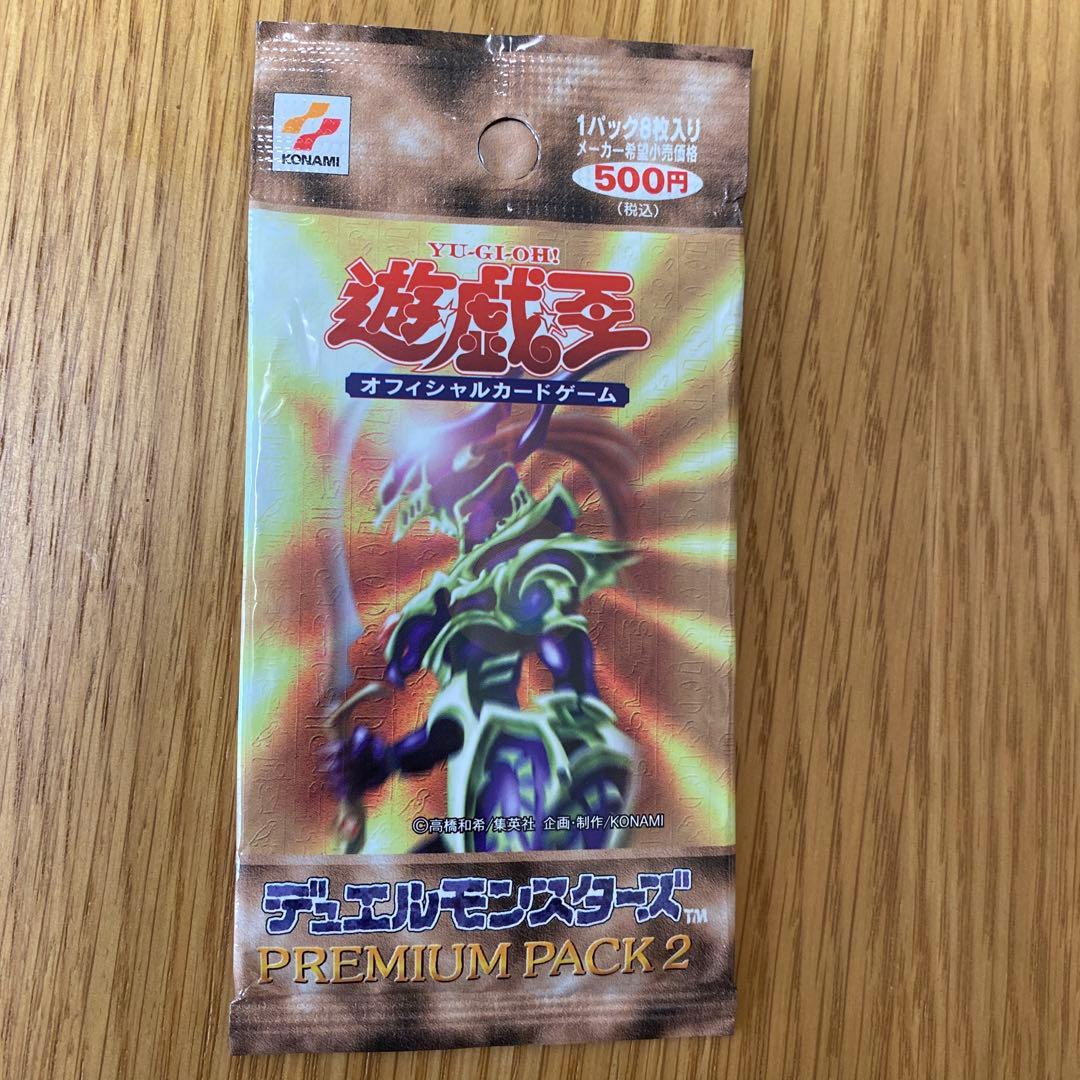 KONAMI
1パック8枚入り
メーカー希望小売価格
500円
(税込)
YU-GI-OH!
遊戯王
オフィシャルカードゲーム
©高橋和希/集英社 企画・制作/KONAMI
デュエルモンスターズ™
PREMIUM PACK 2